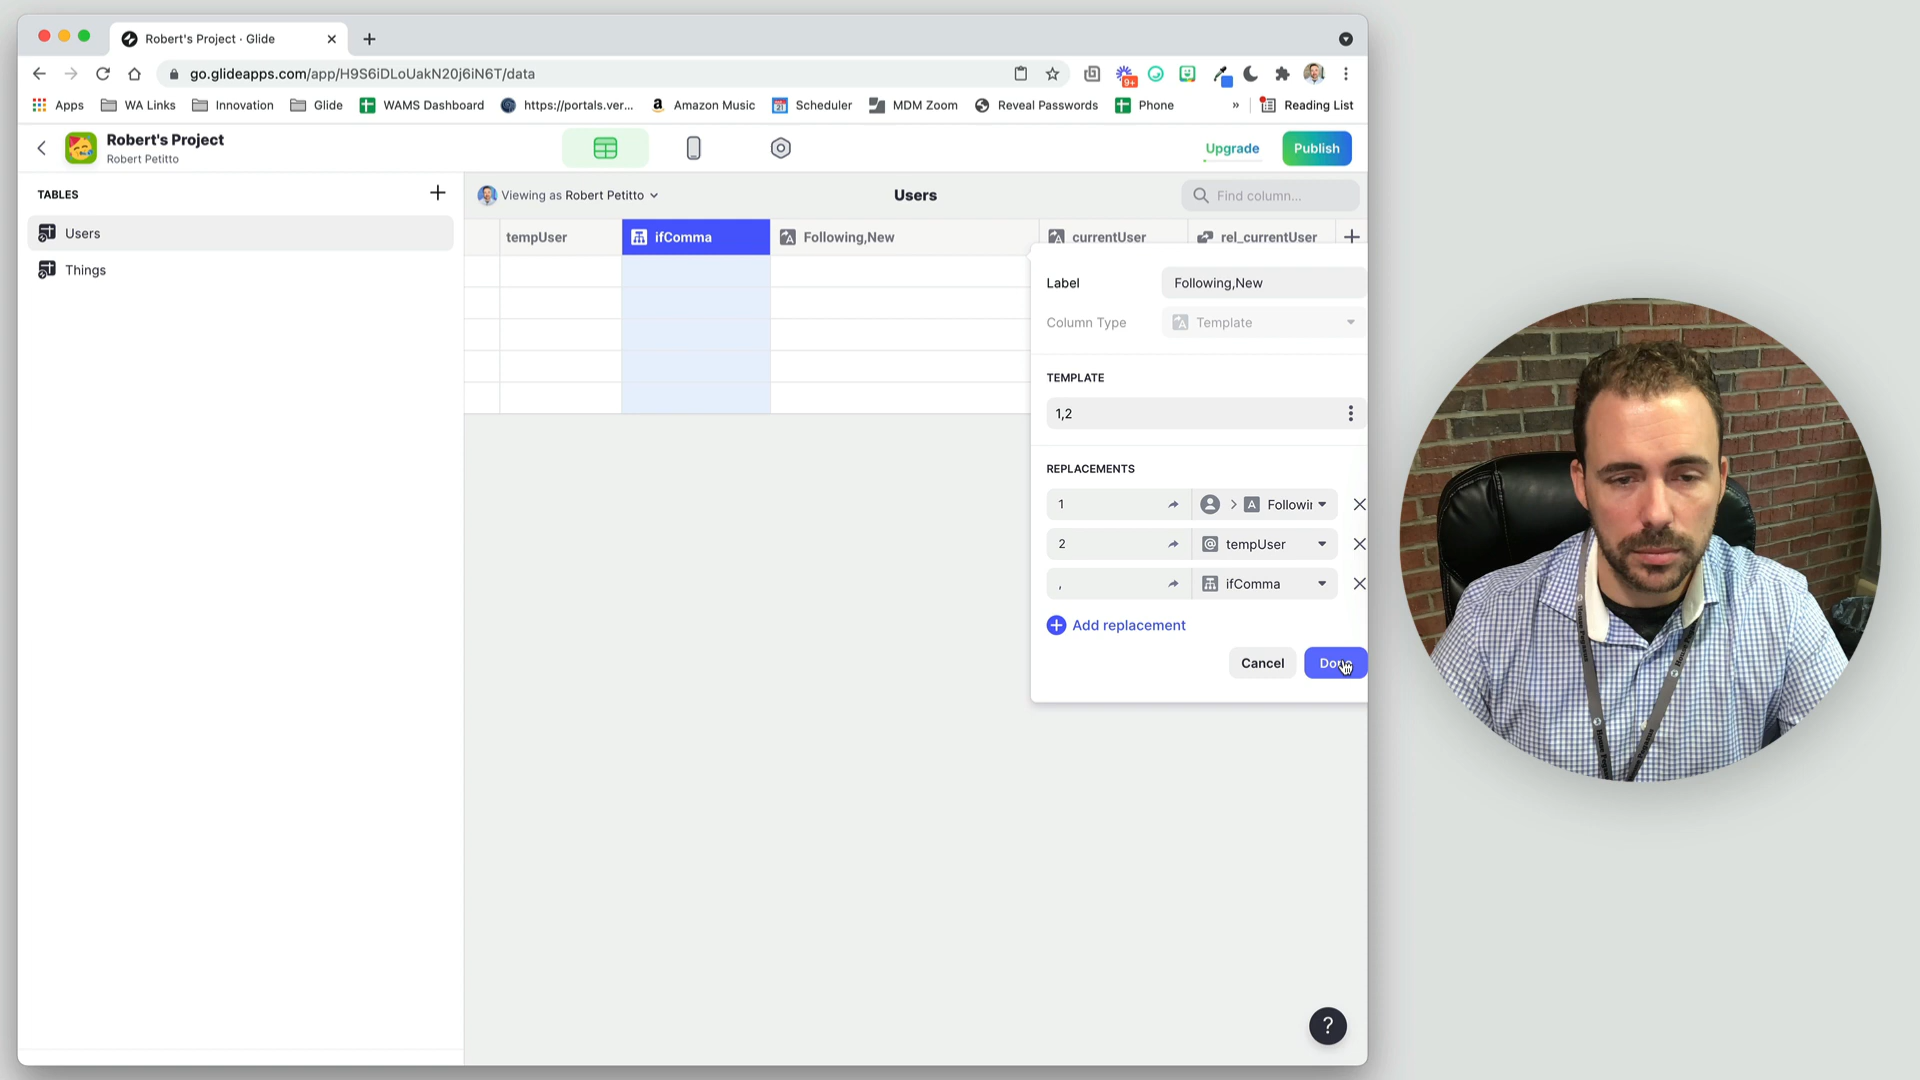 Robert's Project · Glide
go.glideapps.com/app/H9S6iDLoUakN20j6iN6T/data
9+
Apps WA Links Innovation Glide WAMS Dashboard https://portals.ver... Amazon Music Scheduler MDM Zoom Reveal Passwords Phone » Reading List
Robert's Project
Robert Petitto
Upgrade
Publish
TABLES
Users
Things
Viewing as Robert Petitto
Users
Find column...
tempUser ifComma Following,New currentUser rel_currentUser
Label Following,New
Column Type Template
TEMPLATE
1,2
REPLACEMENTS
1 Followin
2 tempUser
, ifComma
Add replacement
Cancel Done
?